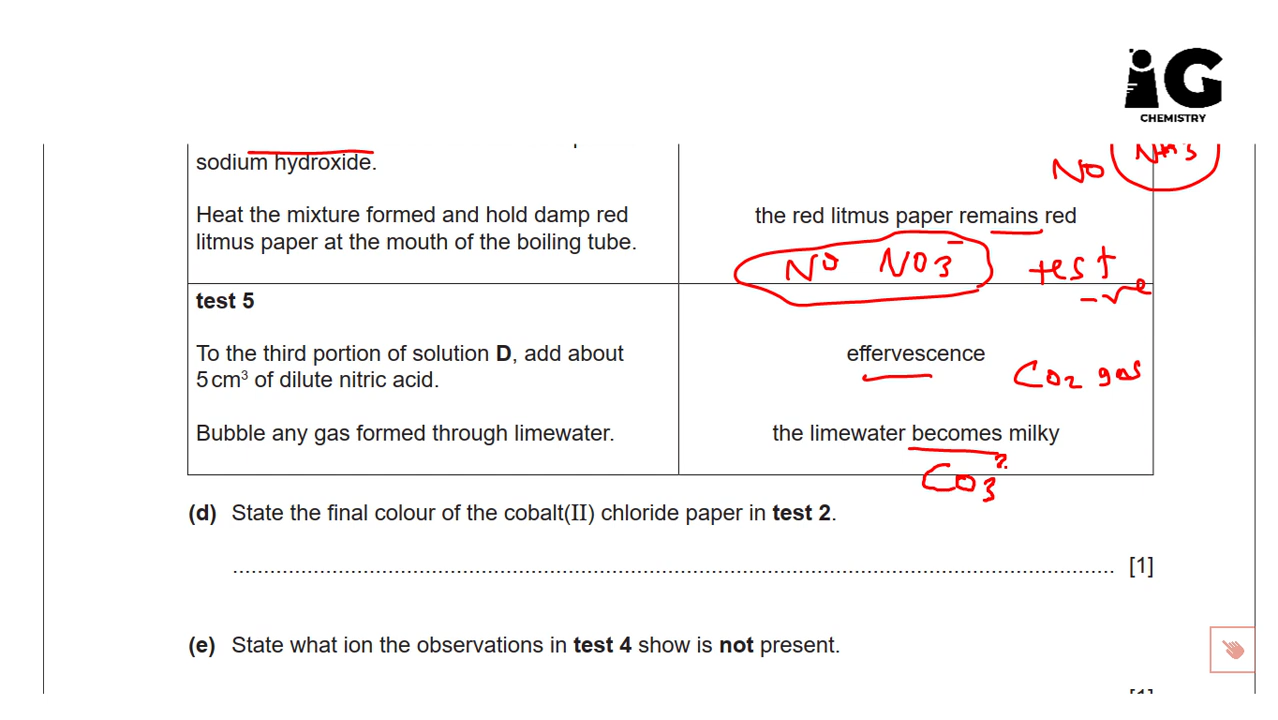 iG
CHEMISTRY
sodium hydroxide.
NO NH3
Heat the mixture formed and hold damp red
litmus paper at the mouth of the boiling tube.
the red litmus paper remains red
NO NO3⁻
test
-ve
test 5
To the third portion of solution D, add about
5 cm³ of dilute nitric acid.
effervescence
CO2 gas
Bubble any gas formed through limewater.
the limewater becomes milky
CO3
(d) State the final colour of the cobalt(II) chloride paper in test 2.
[1]
(e) State what ion the observations in test 4 show is not present.